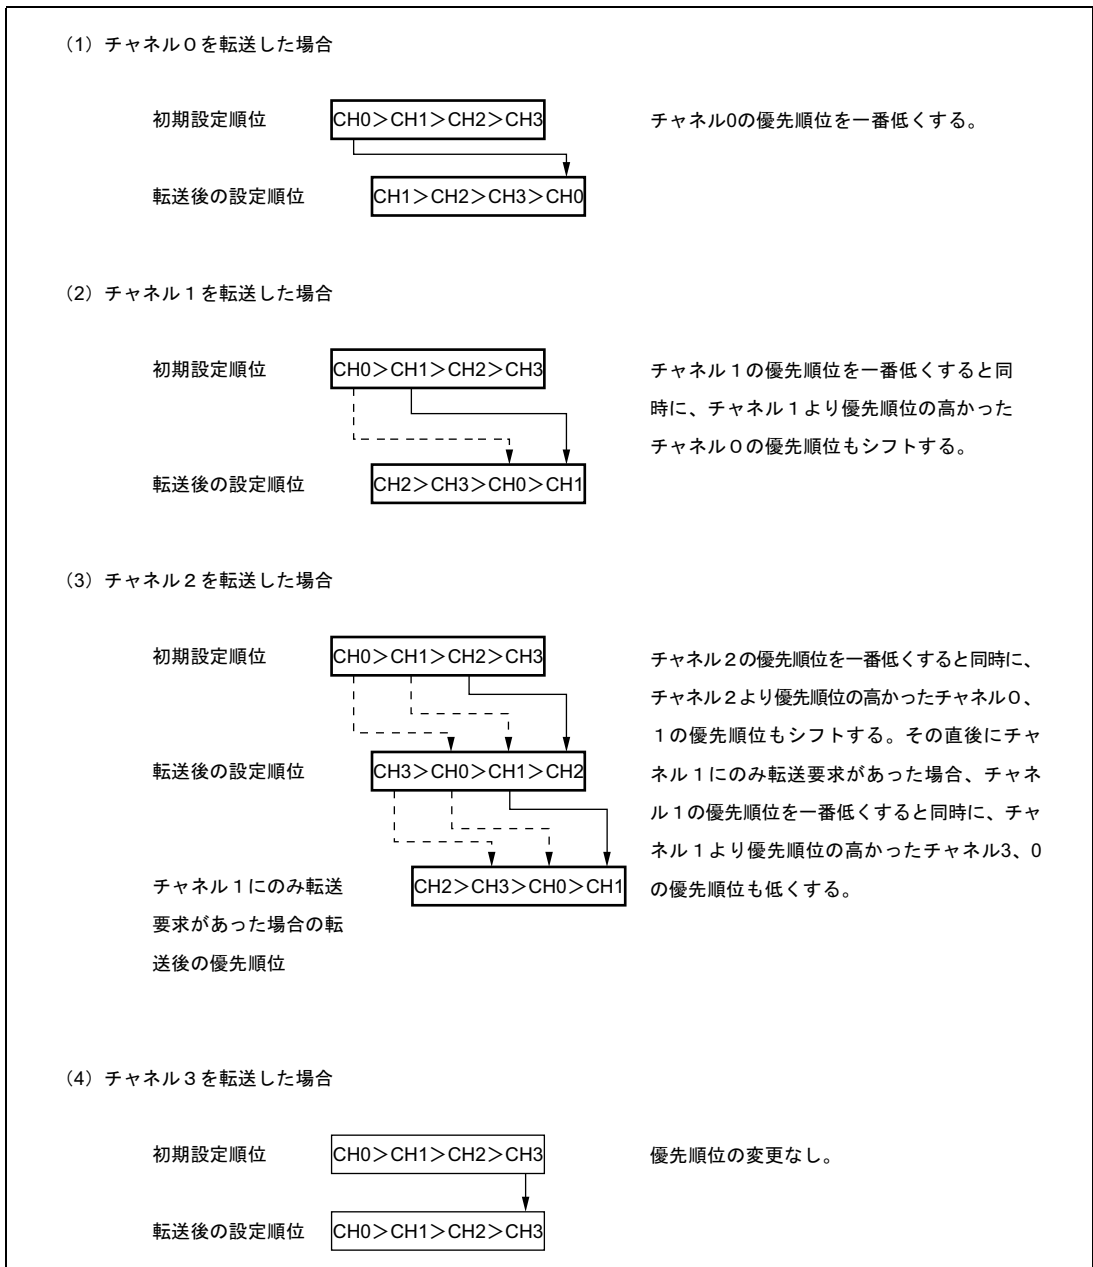 （1）チャネル０を転送した場合
初期設定順位
CH0＞CH1＞CH2＞CH3
チャネル0の優先順位を一番低くする。
転送後の設定順位
CH1＞CH2＞CH3＞CH0
（2）チャネル１を転送した場合
初期設定順位
CH0＞CH1＞CH2＞CH3
チャネル１の優先順位を一番低くすると同
時に、チャネル１より優先順位の高かった
チャネル０の優先順位もシフトする。
転送後の設定順位
CH2＞CH3＞CH0＞CH1
（3）チャネル２を転送した場合
初期設定順位
CH0＞CH1＞CH2＞CH3
チャネル２の優先順位を一番低くすると同時に、
チャネル２より優先順位の高かったチャネル０、
１の優先順位もシフトする。その直後にチャ
ネル１にのみ転送要求があった場合、チャネ
ル１の優先順位を一番低くすると同時に、チャ
ネル１より優先順位の高かったチャネル3、0
の優先順位も低くする。
転送後の設定順位
CH3＞CH0＞CH1＞CH2
チャネル１にのみ転送
要求があった場合の転
送後の優先順位
CH2＞CH3＞CH0＞CH1
（4）チャネル３を転送した場合
初期設定順位
CH0＞CH1＞CH2＞CH3
優先順位の変更なし。
転送後の設定順位
CH0＞CH1＞CH2＞CH3